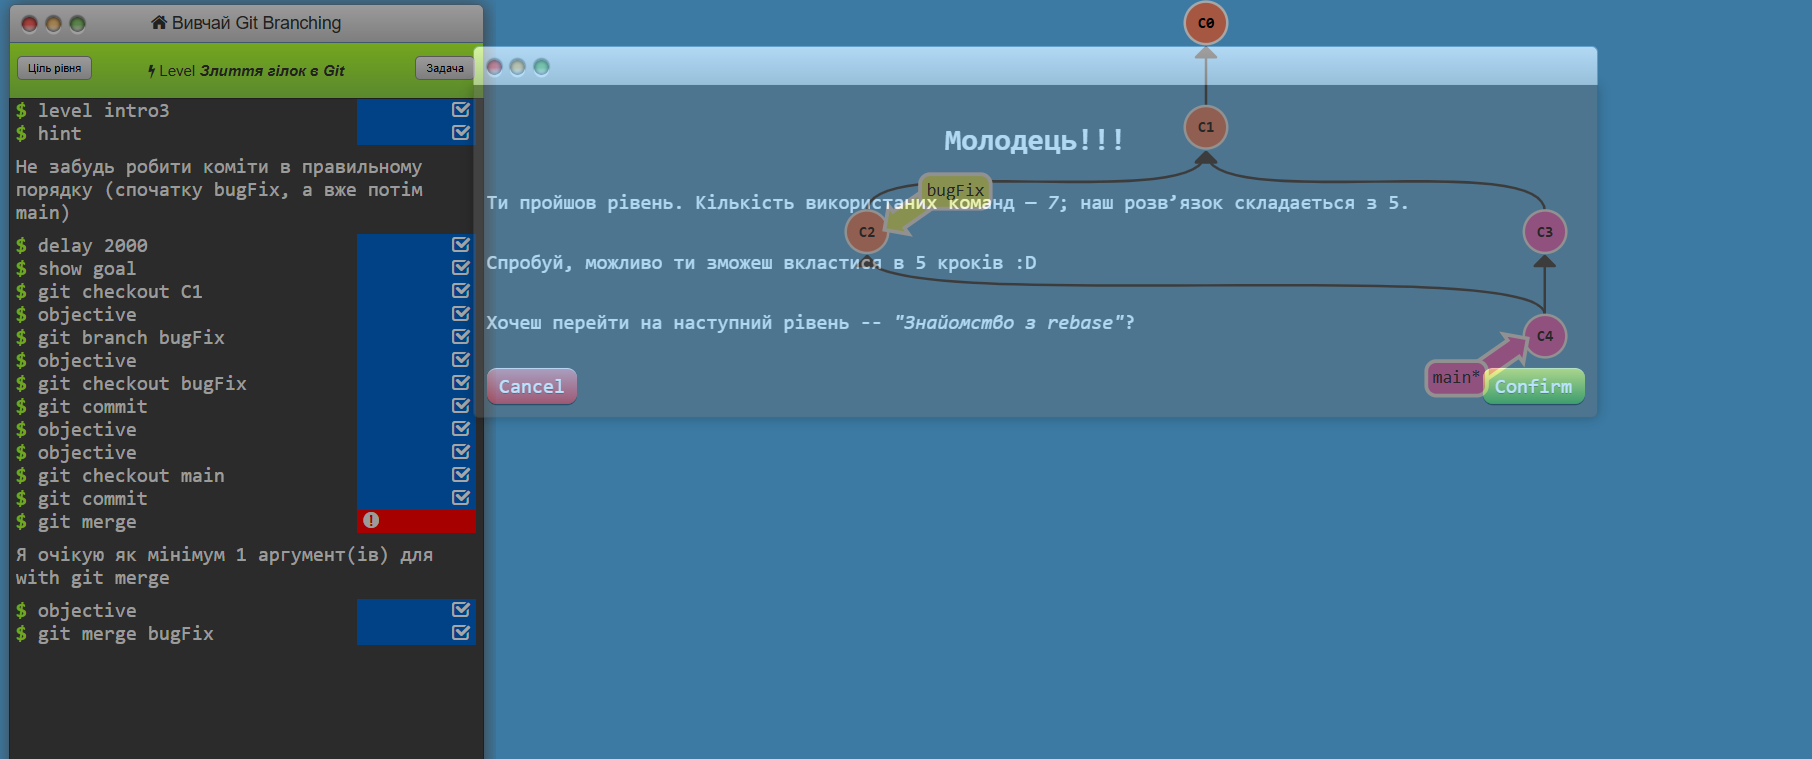 Вивчай Git Branching
Ціль рівня
Level Злиття гілок в Git
Задача
$ level intro3
$ hint
Не забудь робити коміти в правильному
порядку (спочатку bugFix, а вже потім
main)
$ delay 2000
$ show goal
$ git checkout C1
$ objective
$ git branch bugFix
$ objective
$ git checkout bugFix
$ git commit
$ objective
$ objective
$ git checkout main
$ git commit
$ git merge
Я очікую як мінімум 1 аргумент(ів) для
with git merge
$ objective
$ git merge bugFix
C0
C1
Молодець!!!
bugFix
Ти пройшов рівень. Кількість використаних команд — 7; наш розв’язок складається з 5.
C2
C3
Спробуй, можливо ти зможеш вкластися в 5 кроків :D
Хочеш перейти на наступний рівень -- "Знайомство з rebase"?
C4
main*
Cancel
Confirm